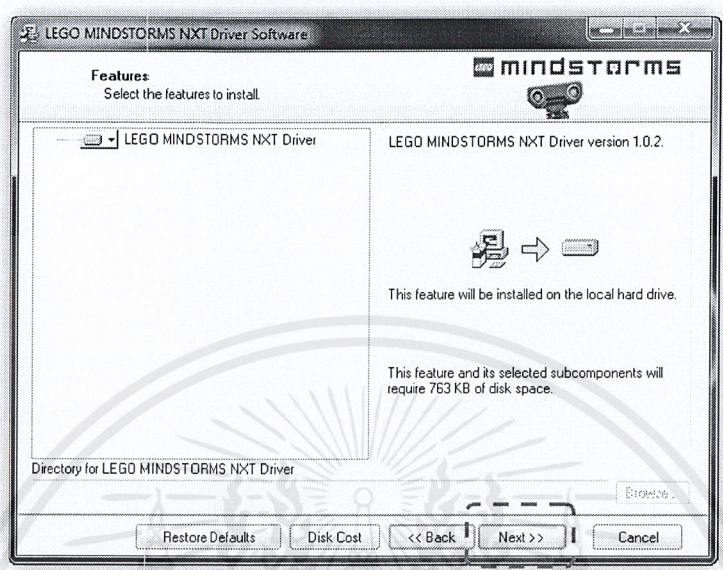 LEGO MINDSTORMS NXT Driver Software
Features
Select the features to install.
LEGO mindstorms
LEGO MINDSTORMS NXT Driver
LEGO MINDSTORMS NXT Driver version 1.0.2.
This feature will be installed on the local hard drive.
This feature and its selected subcomponents will
require 763 KB of disk space.
Directory for LEGO MINDSTORMS NXT Driver
Browse...
Restore Defaults
Disk Cost
<< Back
Next >>
Cancel